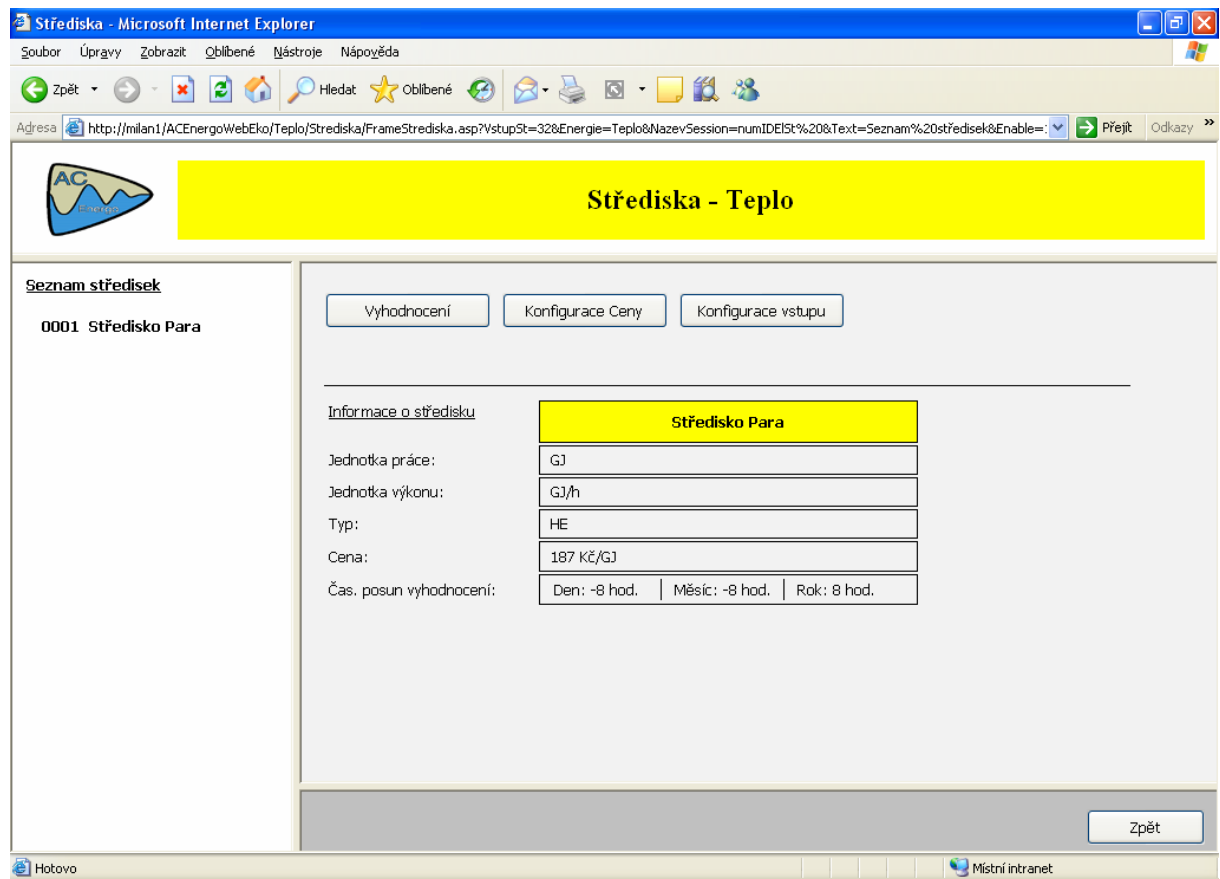 Střediska - Microsoft Internet Explorer
Soubor Úpravy Zobrazit Oblíbené Nástroje Nápověda
Zpět Hledat Oblíbené
Adresa http://milan1/ACEnergoWebEko/Teplo/Strediska/FrameStrediska.asp?VstupSt=32&Energie=Teplo&NazevSession=numIDElSt%20&Text=Seznam%20středisek&Enable= Přejít Odkazy »
AC
Energo
Střediska - Teplo
Seznam středisek
0001 Středisko Para
Vyhodnocení Konfigurace Ceny Konfigurace vstupu
Informace o středisku Středisko Para
Jednotka práce: GJ
Jednotka výkonu: GJ/h
Typ: HE
Cena: 187 Kč/GJ
Čas. posun vyhodnocení: Den: -8 hod. Měsíc: -8 hod. Rok: 8 hod.
Zpět
Hotovo Místní intranet